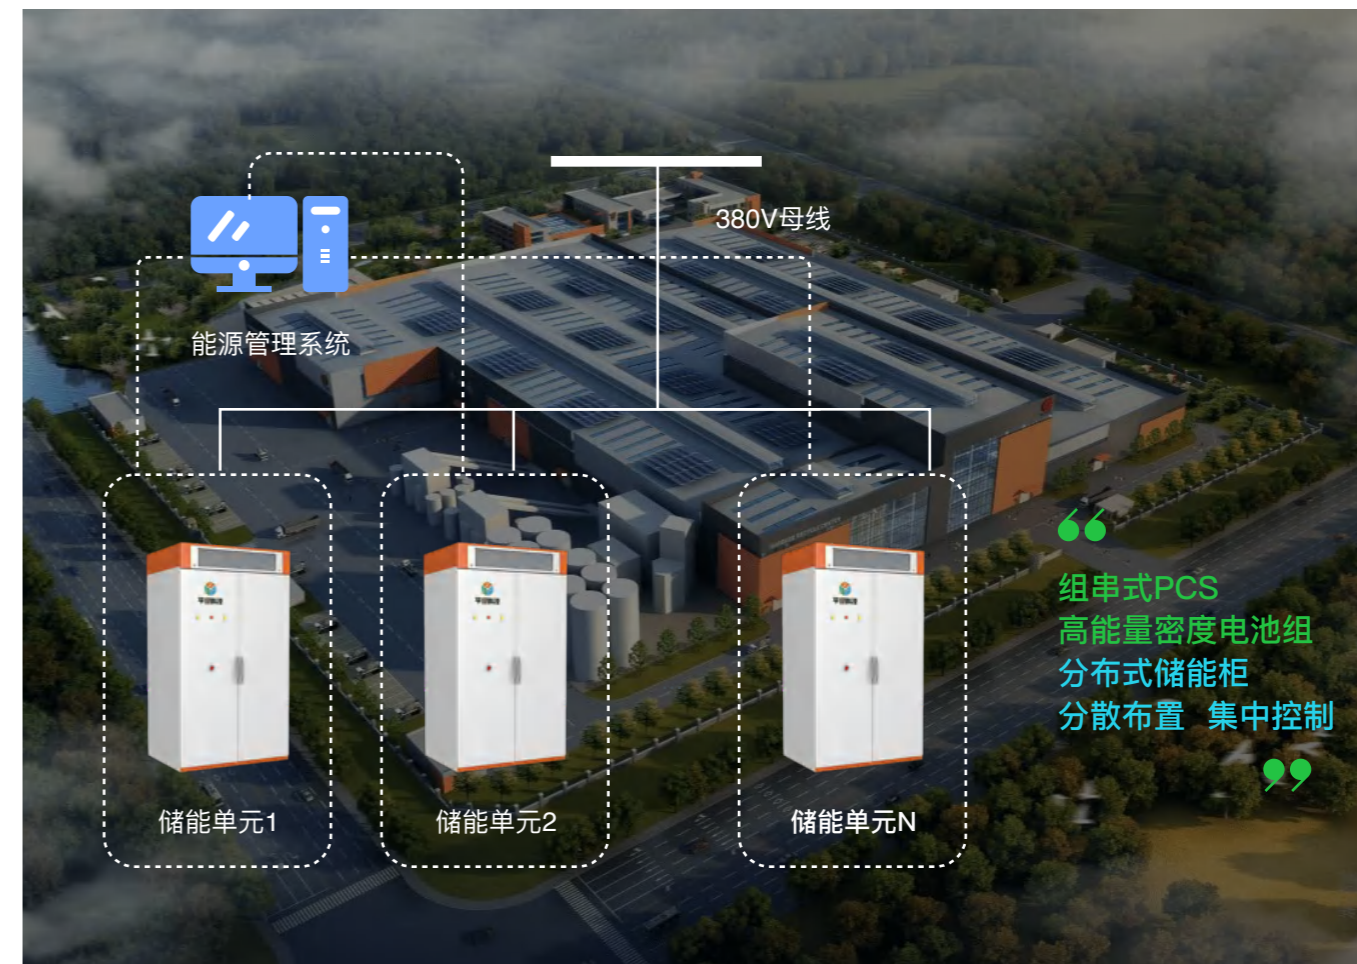 380V母线
能源管理系统
组串式PCS
高能量密度电池组
分布式储能柜
分散布置 集中控制
储能单元1
储能单元2
储能单元N